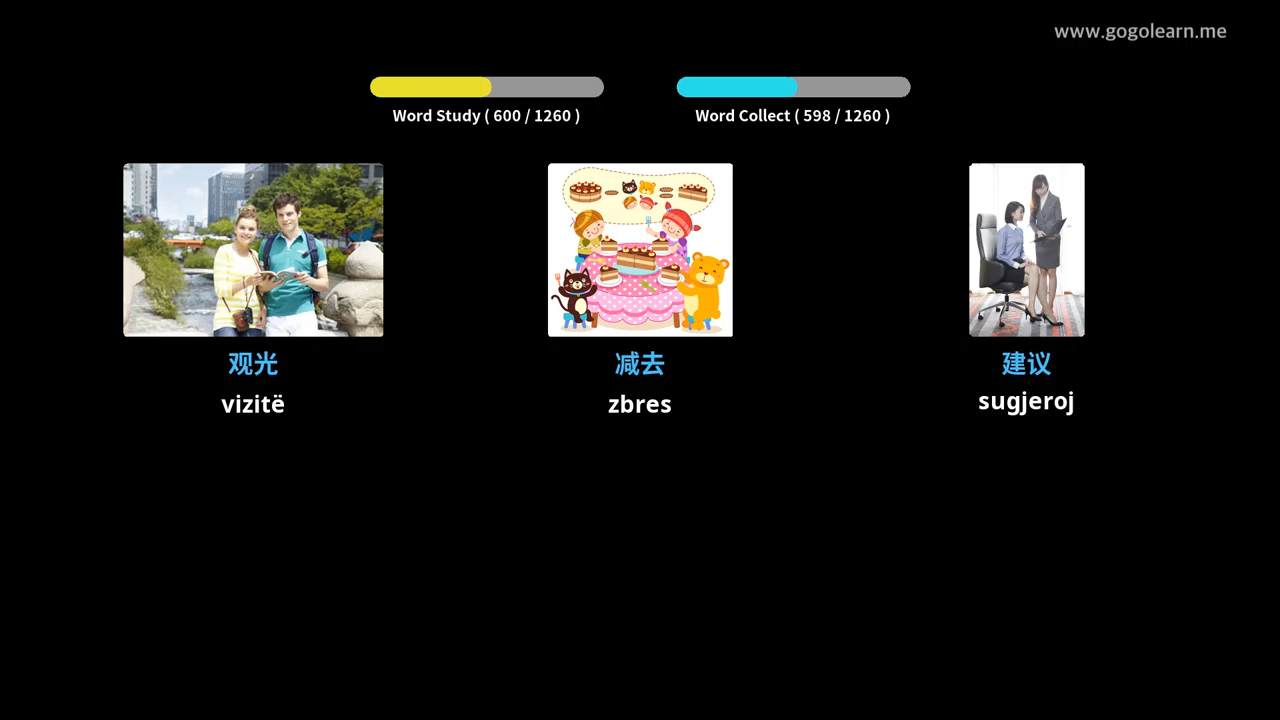 www.gogolearn.me
Word Study ( 600 / 1260 )
Word Collect ( 598 / 1260 )
观光
减去
建议
vizitë
zbres
sugjeroj